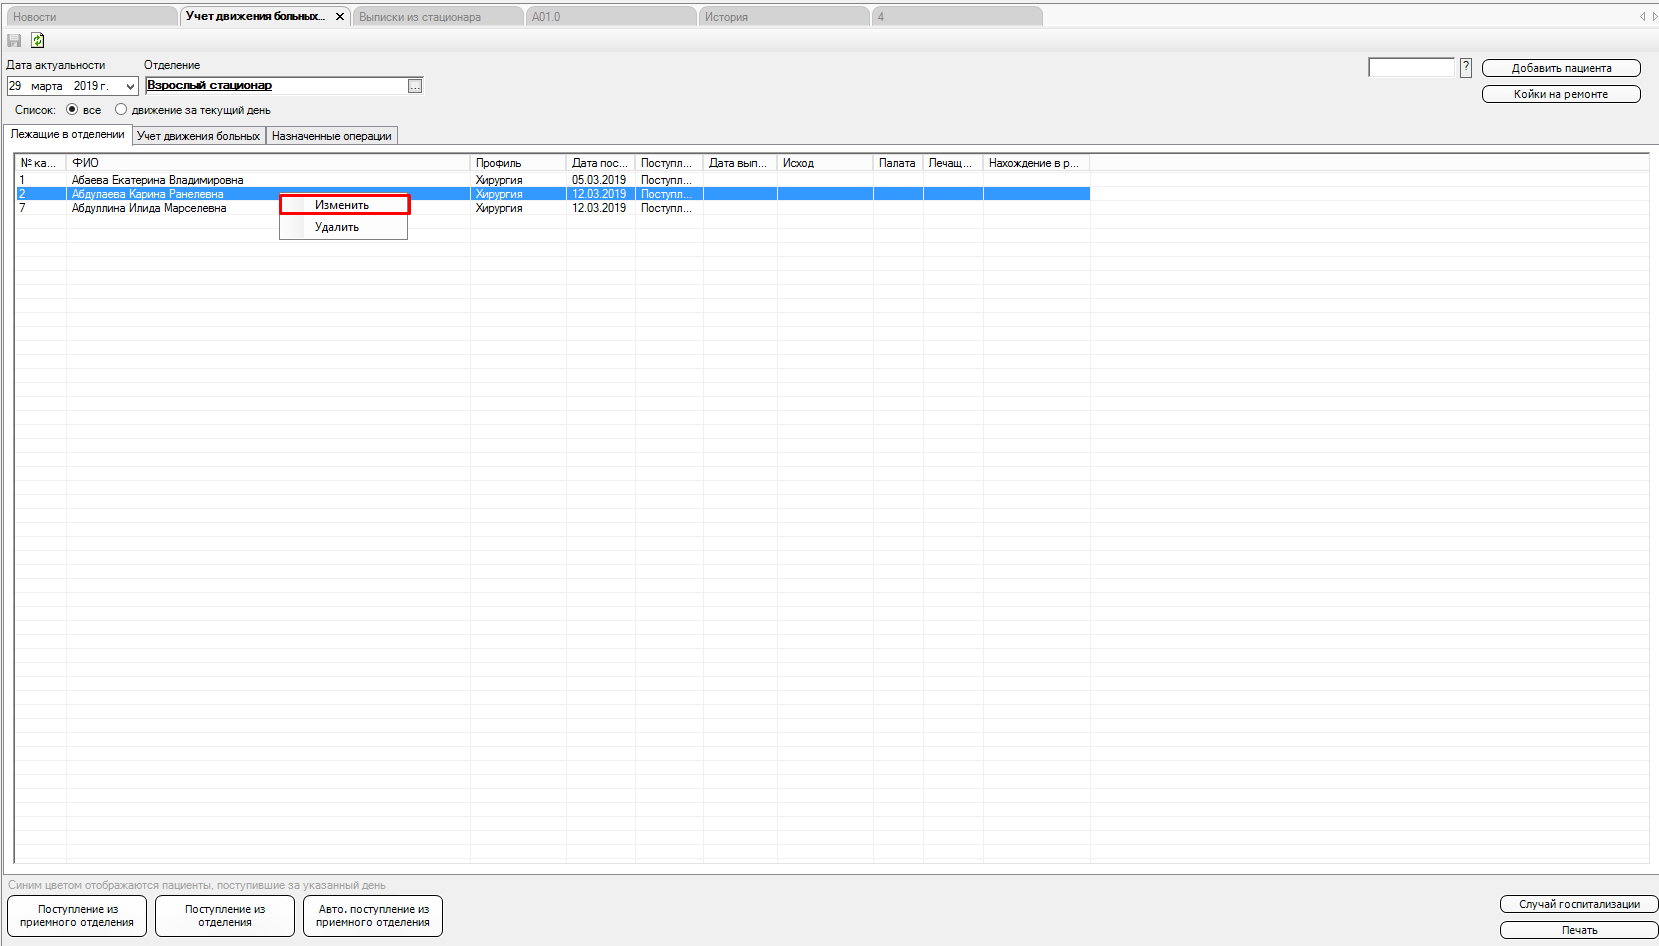 Новости
Учет движения больных...
Выписки из стационара
A01.0
История
4
Дата актуальности
Отделение
29 марта 2019 г.
Взрослый стационар
...
?
Добавить пациента
Койки на ремонте
Список: все движение за текущий день
Лежащие в отделении
Учет движения больных
Назначенные операции
№ ка... ФИО Профиль Дата пос... Поступл... Дата вып... Исход Палата Лечащ... Нахождение в р...
1 Абаева Екатерина Владимировна Хирургия 05.03.2019 Поступл...
2 Абдулаева Карина Ранелевна Хирургия 12.03.2019 Поступл...
7 Абдуллина Илида Марселевна Хирургия 12.03.2019 Поступл...
Изменить
Удалить
Синим цветом отображаются пациенты, поступившие за указанный день
Поступление из
приемного отделения
Поступление из
отделения
Авто. поступление из
приемного отделения
Случай госпитализации
Печать